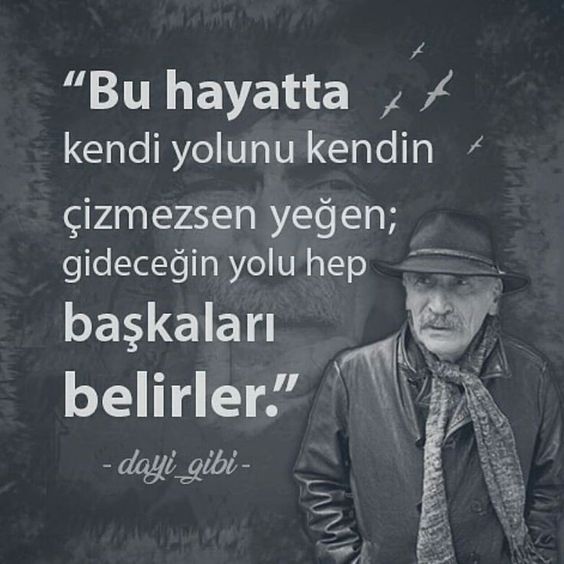 “Bu hayatta
kendi yolunu kendin
çizmezsen yeğen;
gideceğin yolu hep
başkaları
belirler.”
- dayi_gibi -